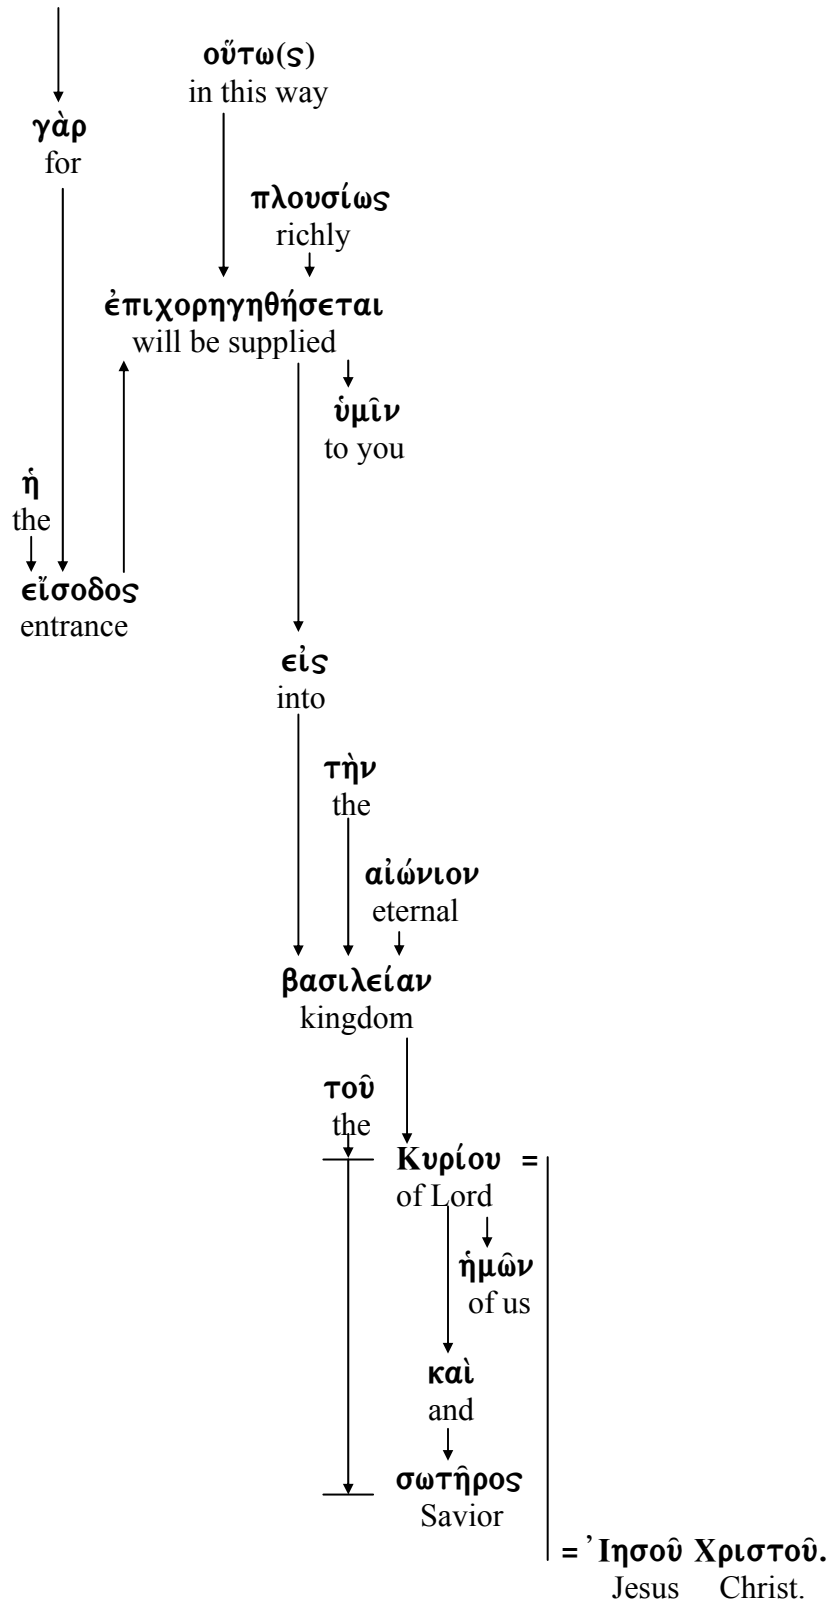 οὕτω(ς)
in this way
γὰρ
for
πλουσίως
richly
ἐπιχορηγηθήσεται
will be supplied
ὑμῖν
to you
ἡ
the
εἴσοδος
entrance
εἰς
into
τὴν
the
αἰώνιον
eternal
βασιλείαν
kingdom
τοῦ
the
Κυρίου =
of Lord
ἡμῶν
of us
καὶ
and
σωτῆρος
Savior
= Ἰησοῦ Χριστοῦ.
Jesus Christ.